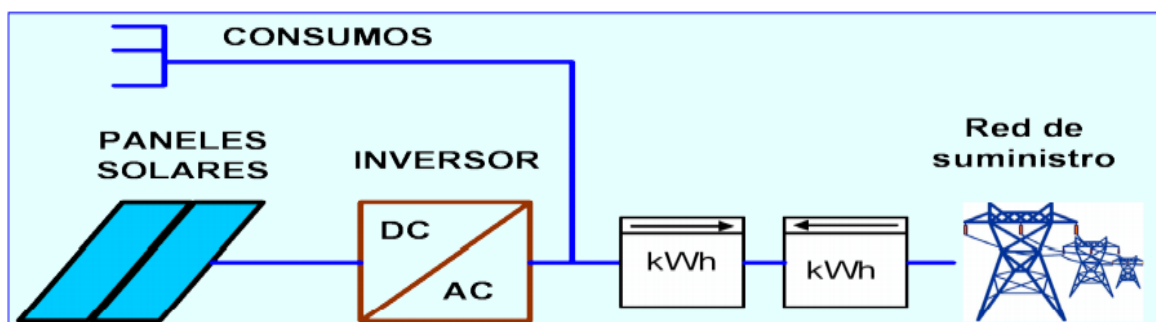 CONSUMOS
PANELES
SOLARES
INVERSOR
Red de
suministro
DC
AC
kWh
kWh